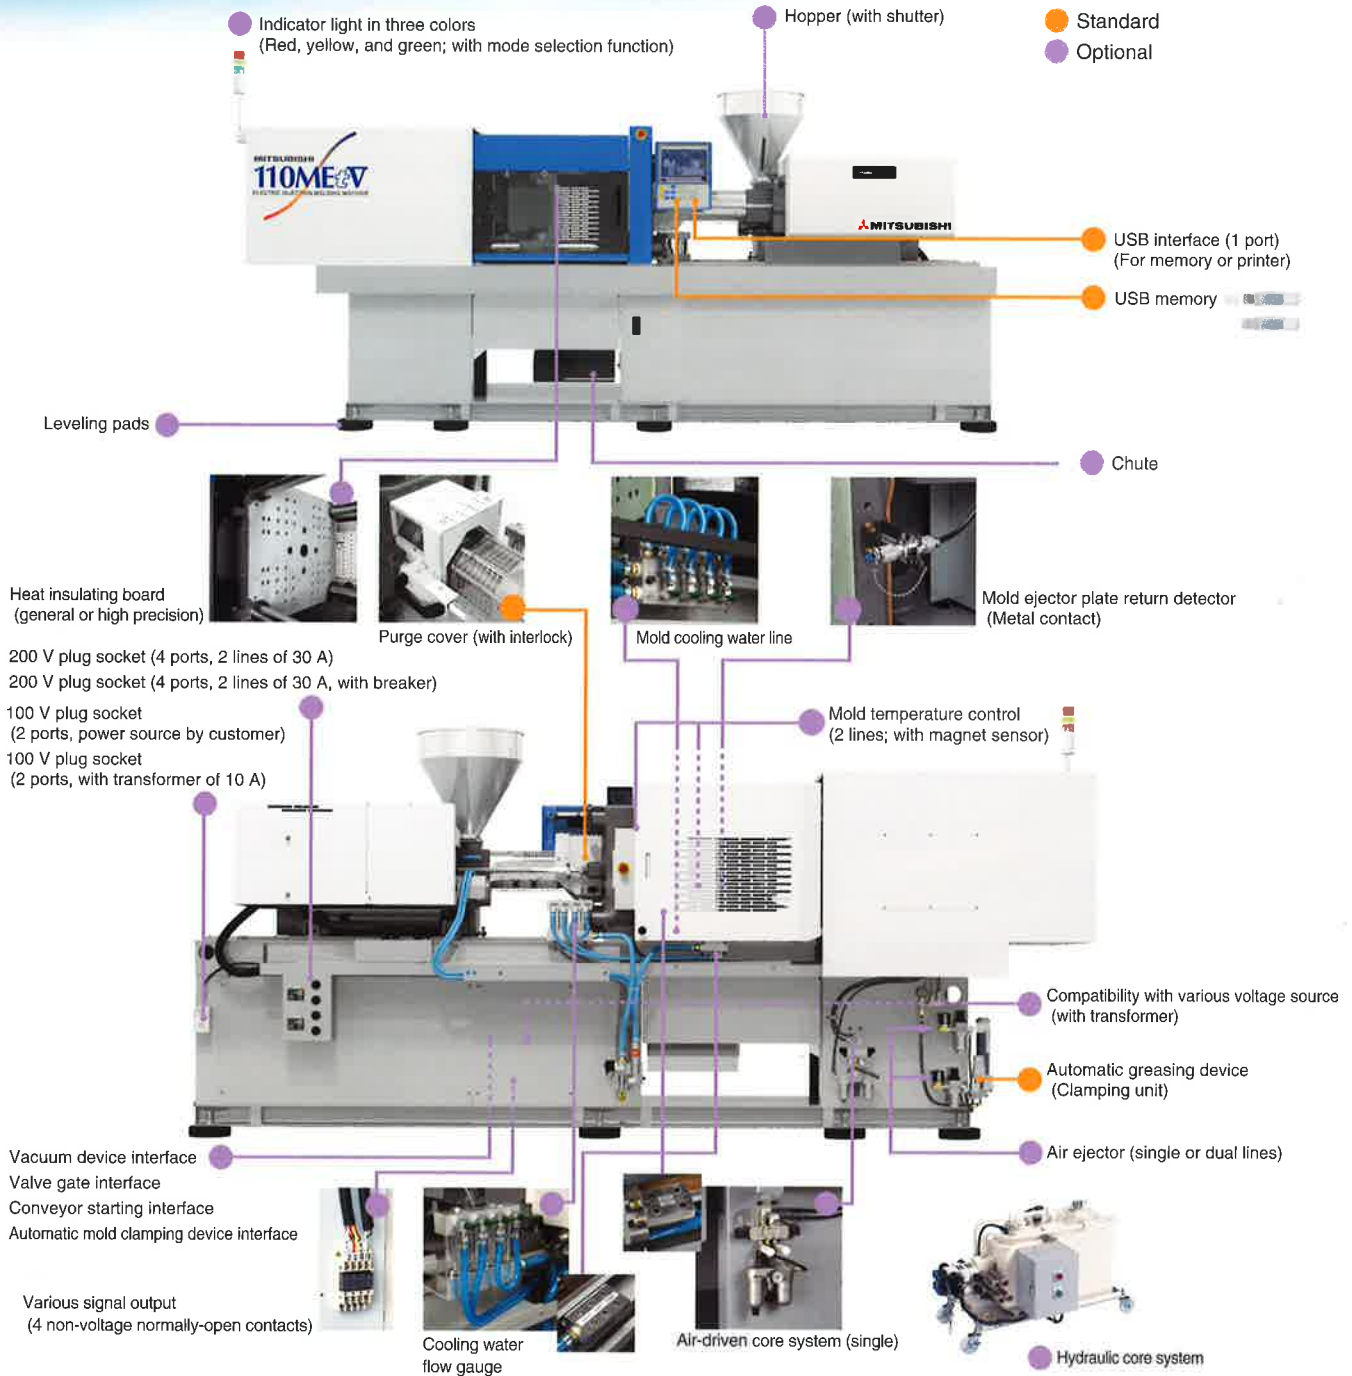 Indicator light in three colors
(Red, yellow, and green; with mode selection function)
Hopper (with shutter)
Standard
Optional
MITSUBISHI
110MEtV
ELECTRIC INJECTION MOLDING MACHINE
MITSUBISHI
USB interface (1 port)
(For memory or printer)
USB memory
Leveling pads
Chute
Heat insulating board
(general or high precision)
Purge cover (with interlock)
Mold cooling water line
Mold ejector plate return detector
(Metal contact)
200 V plug socket (4 ports, 2 lines of 30 A)
200 V plug socket (4 ports, 2 lines of 30 A, with breaker)
100 V plug socket
(2 ports, power source by customer)
100 V plug socket
(2 ports, with transformer of 10 A)
Mold temperature control
(2 lines; with magnet sensor)
Compatibility with various voltage source
(with transformer)
Automatic greasing device
(Clamping unit)
Air ejector (single or dual lines)
Vacuum device interface
Valve gate interface
Conveyor starting interface
Automatic mold clamping device interface
Various signal output
(4 non-voltage normally-open contacts)
Cooling water
flow gauge
Air-driven core system (single)
Hydraulic core system